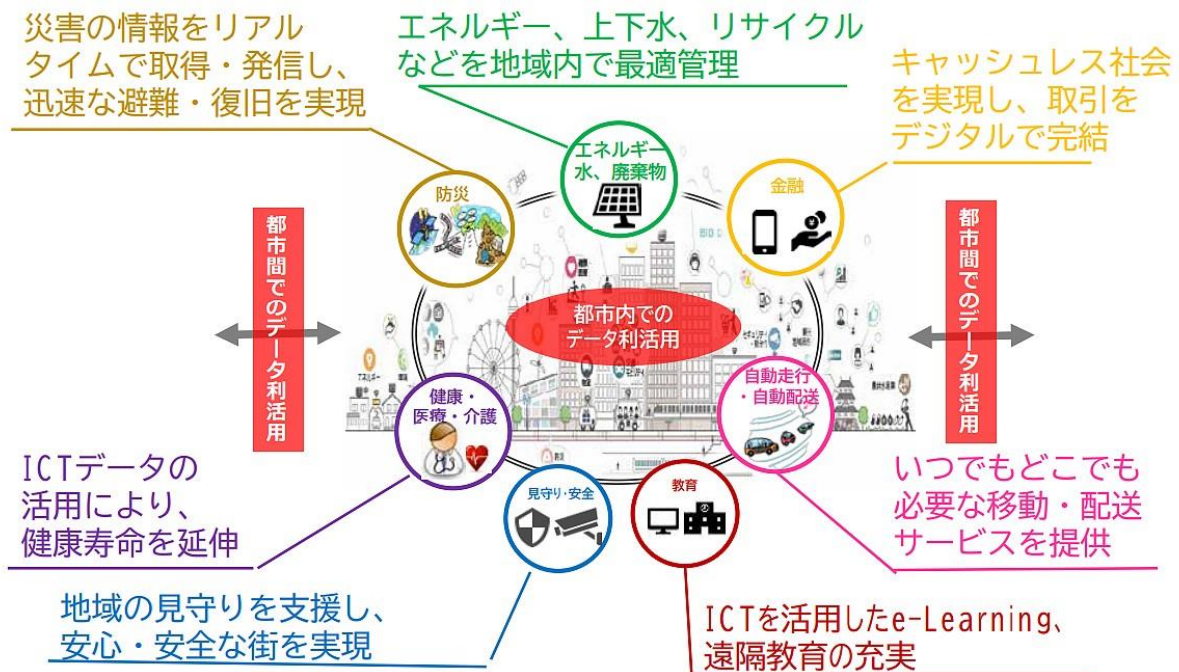 災害の情報をリアル
タイムで取得・発信し、
迅速な避難・復旧を実現
エネルギー、上下水、リサイクル
などを地域内で最適管理
キャッシュレス社会
を実現し、取引を
デジタルで完結
エネルギー
水、廃棄物
防災
金融
都市間でのデータ利活用
都市内での
データ利活用
都市間でのデータ利活用
健康・
医療・介護
自動走行
・自動配送
見守り・安全
教育
ICTデータの
活用により、
健康寿命を延伸
いつでもどこでも
必要な移動・配送
サービスを提供
地域の見守りを支援し、
安心・安全な街を実現
ICTを活用したe-Learning、
遠隔教育の充実